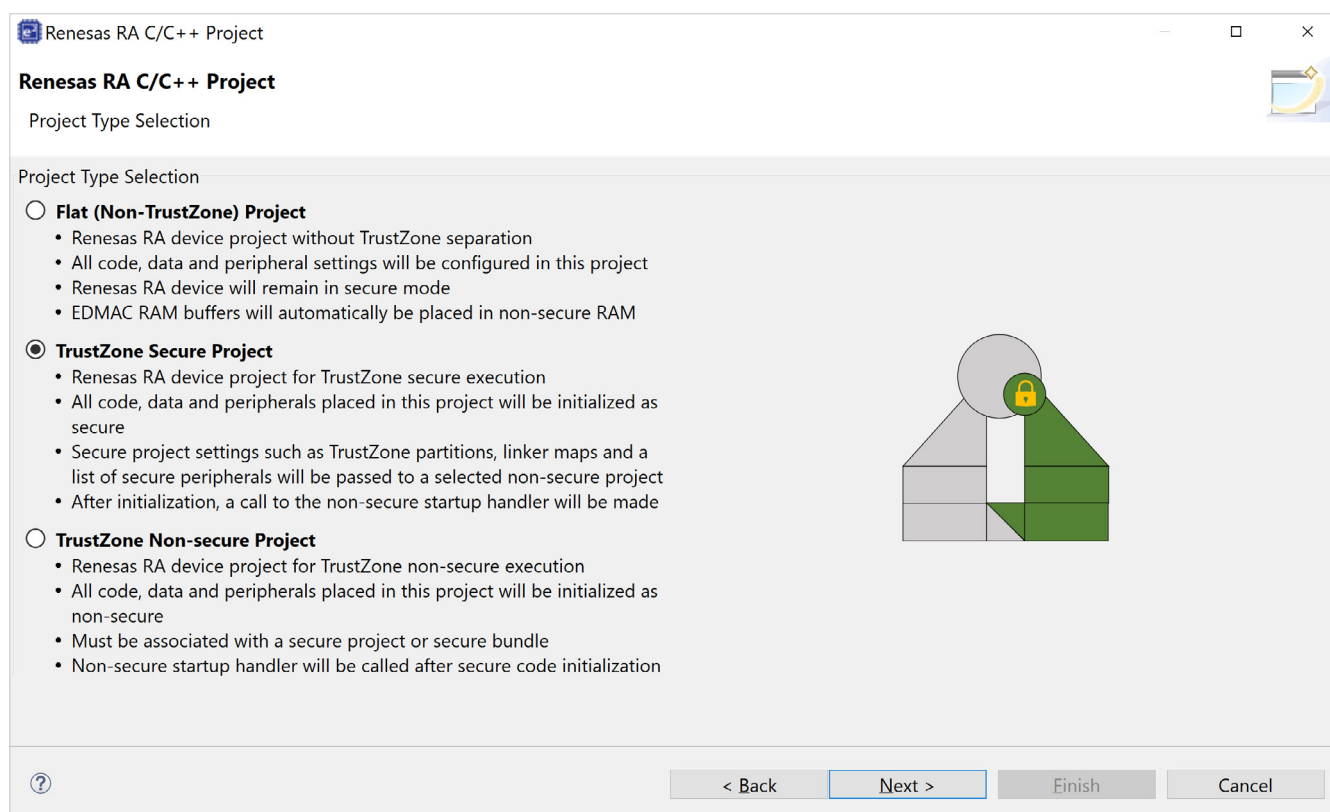 Renesas RA C/C++ Project
Renesas RA C/C++ Project
Project Type Selection
Project Type Selection
Flat (Non-TrustZone) Project
• Renesas RA device project without TrustZone separation
• All code, data and peripheral settings will be configured in this project
• Renesas RA device will remain in secure mode
• EDMAC RAM buffers will automatically be placed in non-secure RAM
TrustZone Secure Project
• Renesas RA device project for TrustZone secure execution
• All code, data and peripherals placed in this project will be initialized as
secure
• Secure project settings such as TrustZone partitions, linker maps and a
list of secure peripherals will be passed to a selected non-secure project
• After initialization, a call to the non-secure startup handler will be made
TrustZone Non-secure Project
• Renesas RA device project for TrustZone non-secure execution
• All code, data and peripherals placed in this project will be initialized as
non-secure
• Must be associated with a secure project or secure bundle
• Non-secure startup handler will be called after secure code initialization
?
< Back
Next >
Finish
Cancel